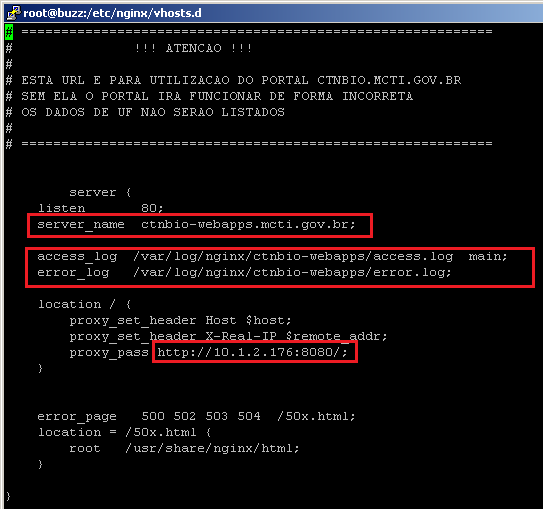 root@buzz:/etc/nginx/vhosts.d
# ===========================================================
#               !!! ATENCAO !!!
#
# ESTA URL E PARA UTILIZACAO DO PORTAL CTNBIO.MCTI.GOV.BR
# SEM ELA O PORTAL IRA FUNCIONAR DE FORMA INCORRETA
# OS DADOS DE UF NAO SERAO LISTADOS
#
# ===========================================================
server {
listen       80;
server_name  ctnbio-webapps.mcti.gov.br;
access_log  /var/log/nginx/ctnbio-webapps/access.log  main;
error_log   /var/log/nginx/ctnbio-webapps/error.log;
location / {
proxy_set_header Host $host;
proxy_set_header X-Real-IP $remote_addr;
proxy_pass http://10.1.2.176:8080/;
}
error_page   500 502 503 504  /50x.html;
location = /50x.html {
root   /usr/share/nginx/html;
}
}